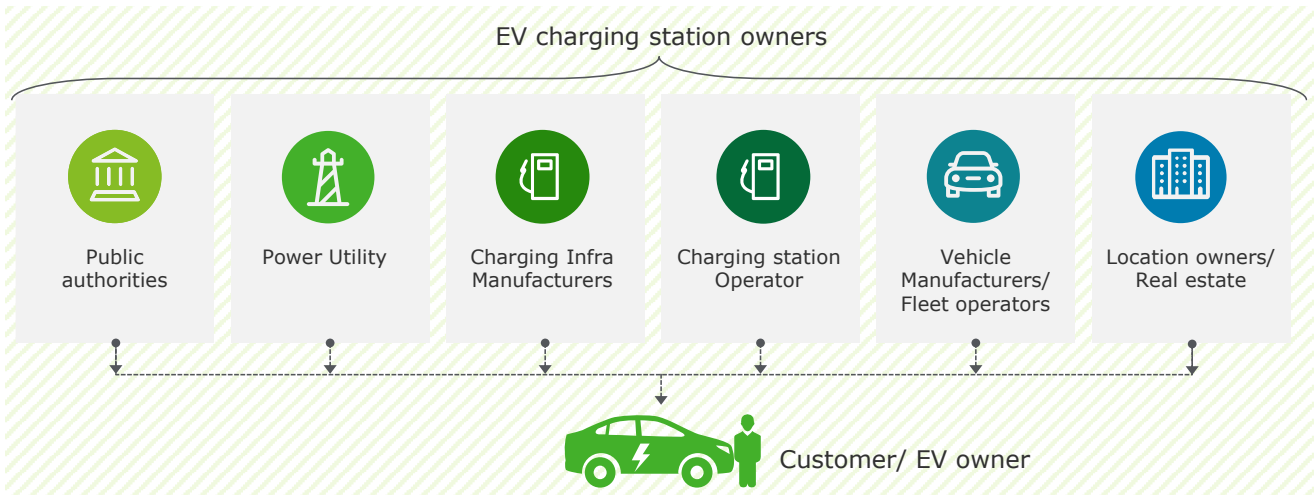 EV charging station owners
Public
authorities
Power Utility
Charging Infra
Manufacturers
Charging station
Operator
Vehicle
Manufacturers/
Fleet operators
Location owners/
Real estate
Customer/ EV owner